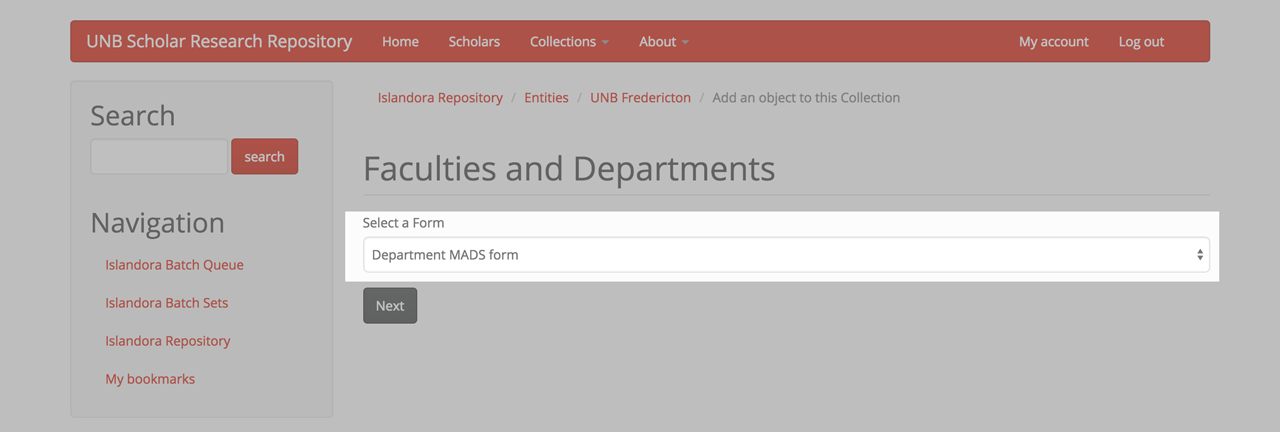 UNB Scholar Research Repository Home Scholars Collections About My account Log out
Search
search
Navigation
Islandora Batch Queue
Islandora Batch Sets
Islandora Repository
My bookmarks
Islandora Repository / Entities / UNB Fredericton / Add an object to this Collection
Faculties and Departments
Select a Form
Department MADS form
Next